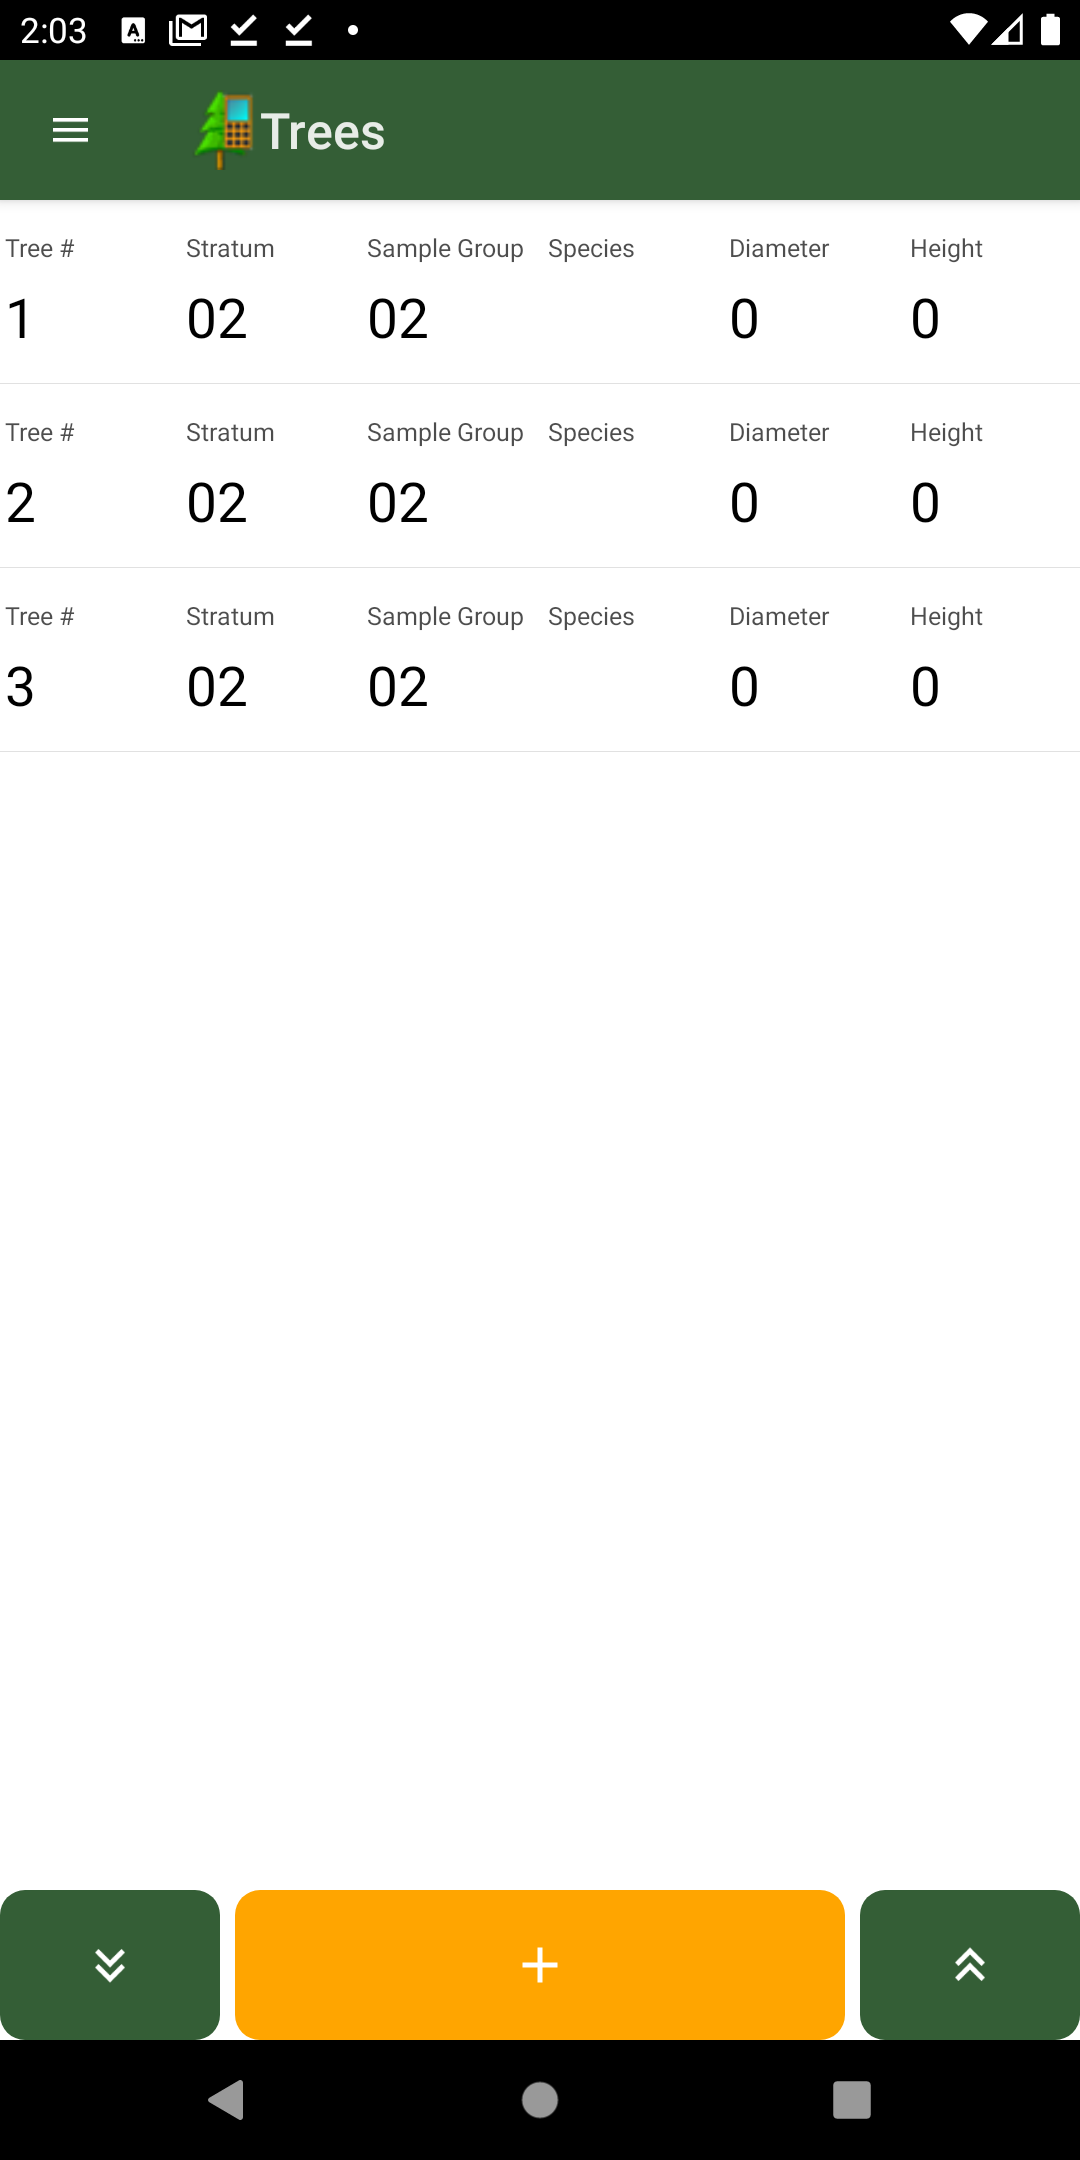 2:03
Trees
Tree # Stratum Sample Group Species Diameter Height
1 02 02 0 0
Tree # Stratum Sample Group Species Diameter Height
2 02 02 0 0
Tree # Stratum Sample Group Species Diameter Height
3 02 02 0 0